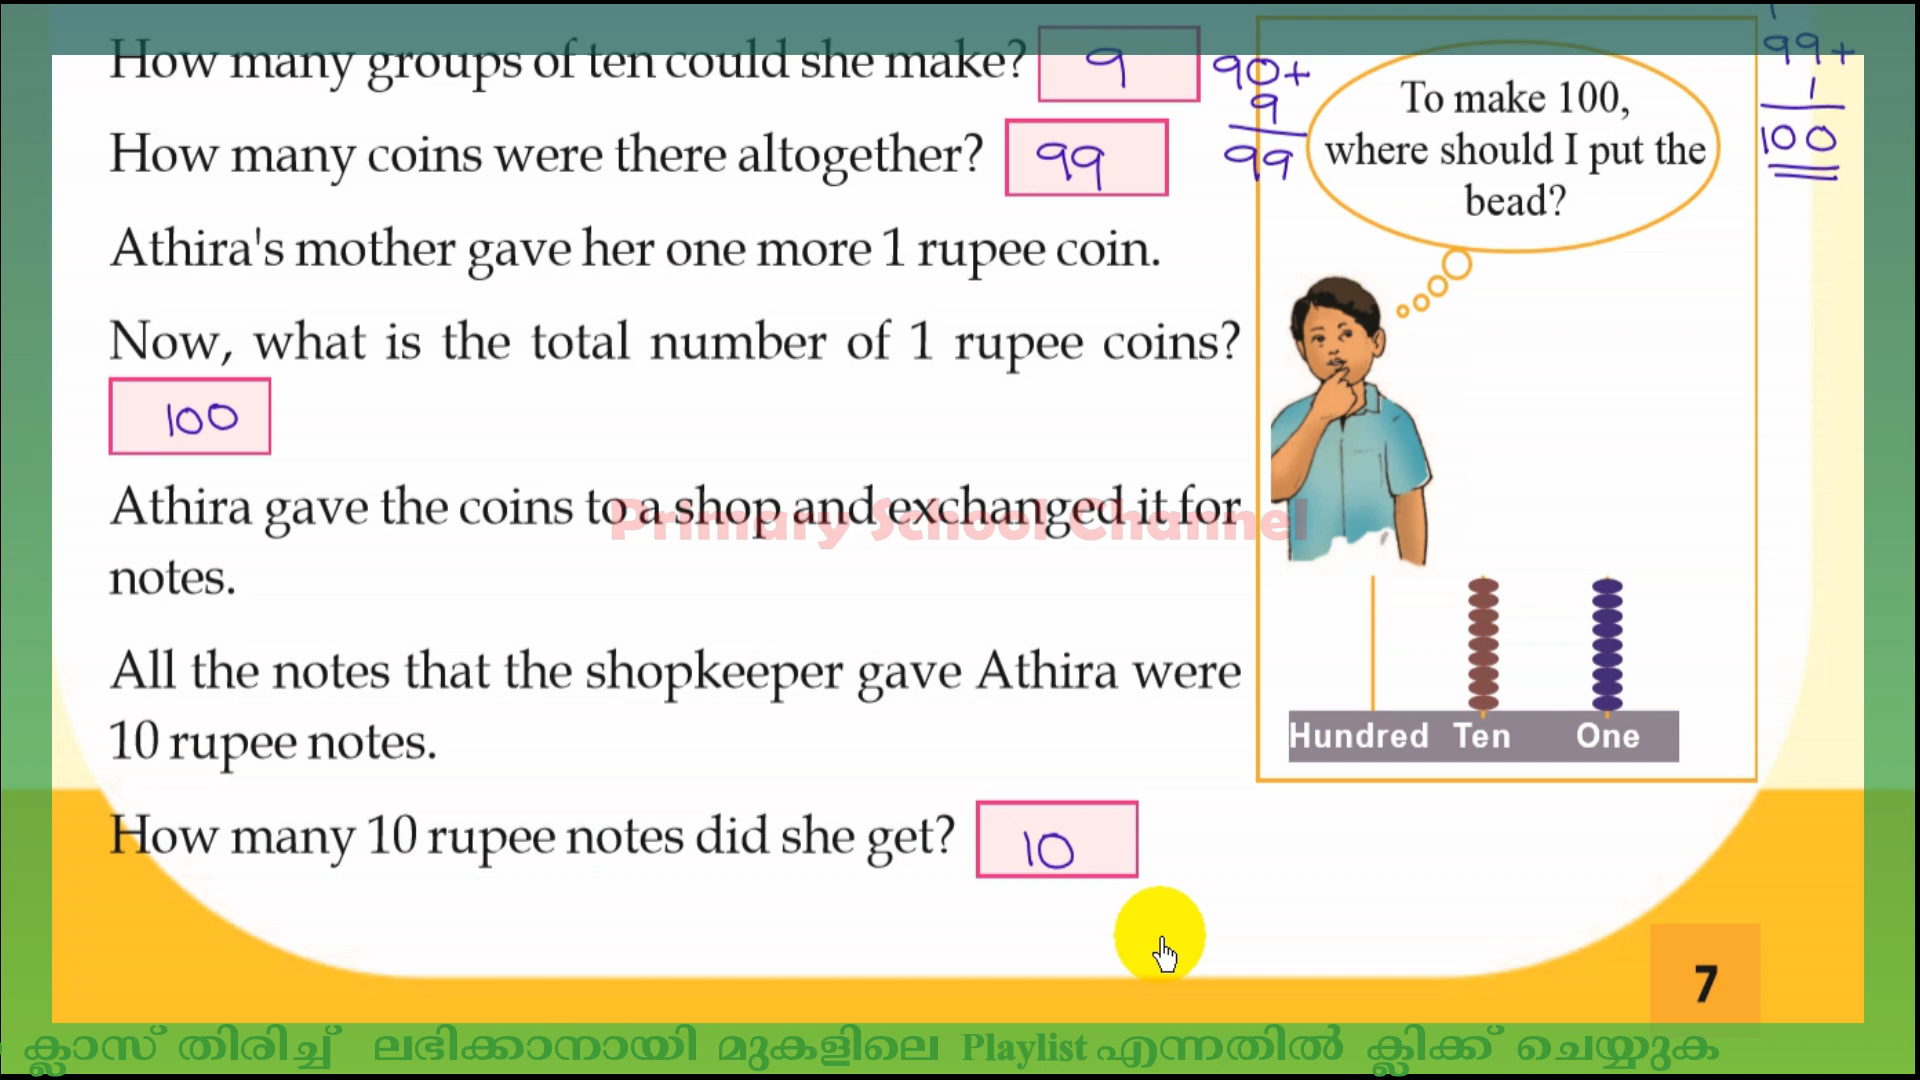 How many groups of ten could she make? 9
How many coins were there altogether? 99
Athira's mother gave her one more 1 rupee coin.
Now, what is the total number of 1 rupee coins?
100
Athira gave the coins to a shop and exchanged it for
notes.
All the notes that the shopkeeper gave Athira were
10 rupee notes.
How many 10 rupee notes did she get? 10
90+
9
99
To make 100,
where should I put the
bead?
1
99+
1
100
Hundred Ten One
Primary School Channel
7
ക്ലാസ് തിരിച്ച് ലഭിക്കാനായി മുകളിലെ Playlist എന്നതിൽ ക്ലിക്ക് ചെയ്യുക